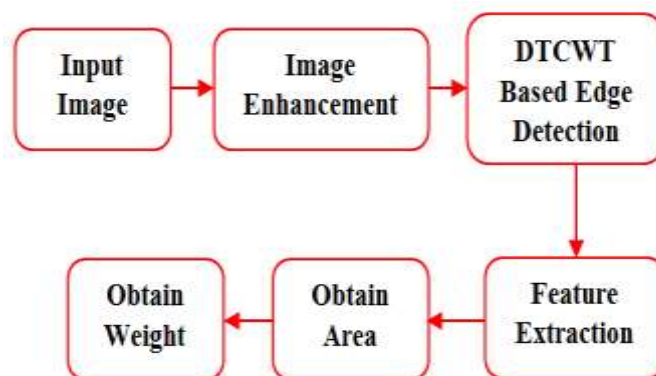 Input
Image
Image
Enhancement
DTCWT
Based Edge
Detection
Feature
Extraction
Obtain
Area
Obtain
Weight